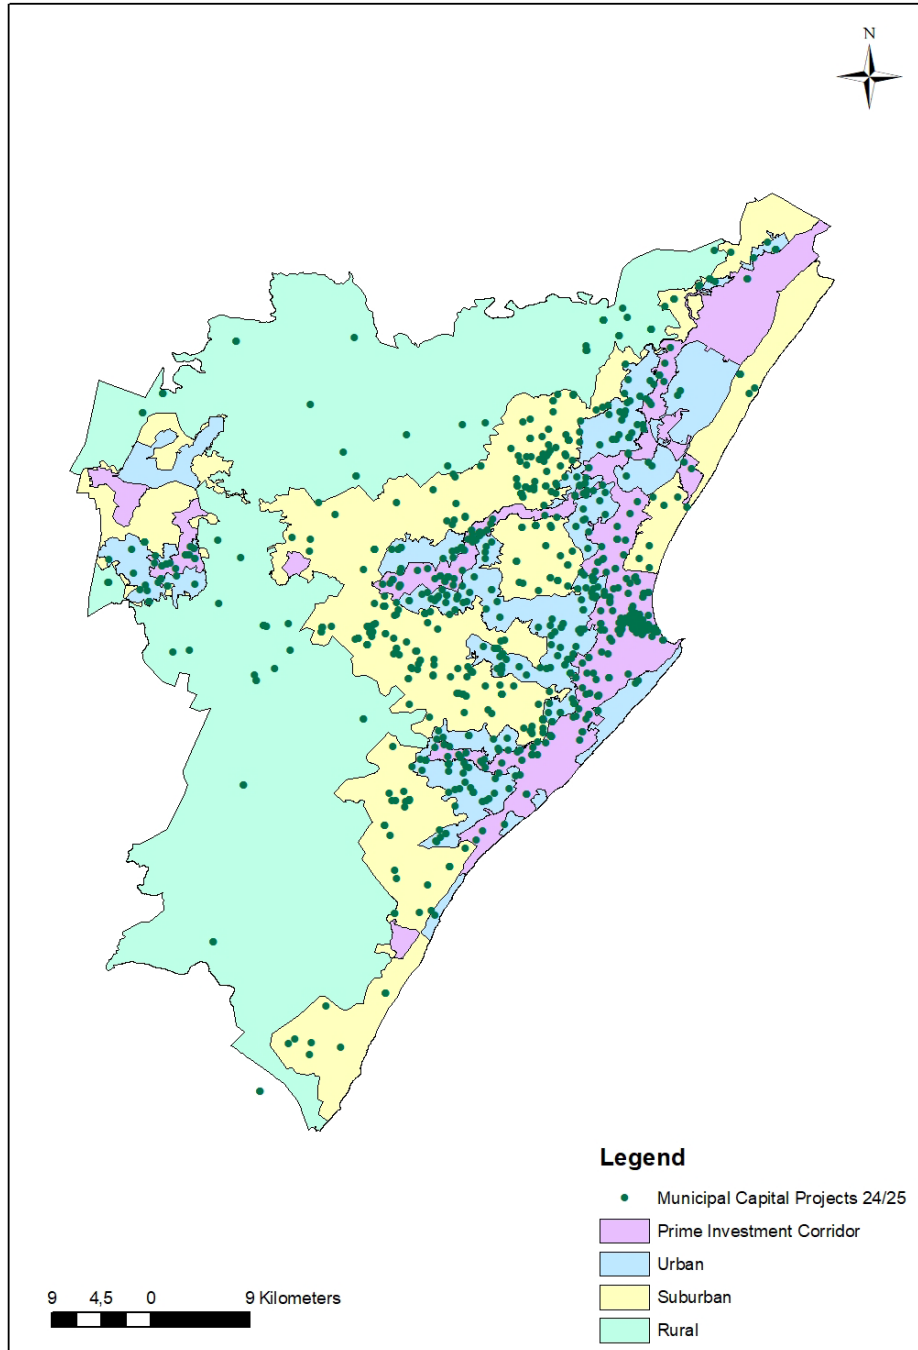 N
Legend
Municipal Capital Projects 24/25
Prime Investment Corridor
Urban
Suburban
Rural
9 4,5 0 9 Kilometers